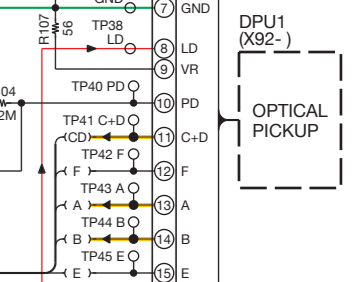 GND
7 GND
R107
56
TP38
LD
8 LD
9 VR
DPU1
(X92- )
04
2M
TP40 PD
10 PD
TP41 C+D
(CD)
11 C+D
OPTICAL
PICKUP
TP42 F
( F )
12 F
TP43 A
( A )
13 A
TP44 B
( B )
14 B
TP45 E
( E )
15 E